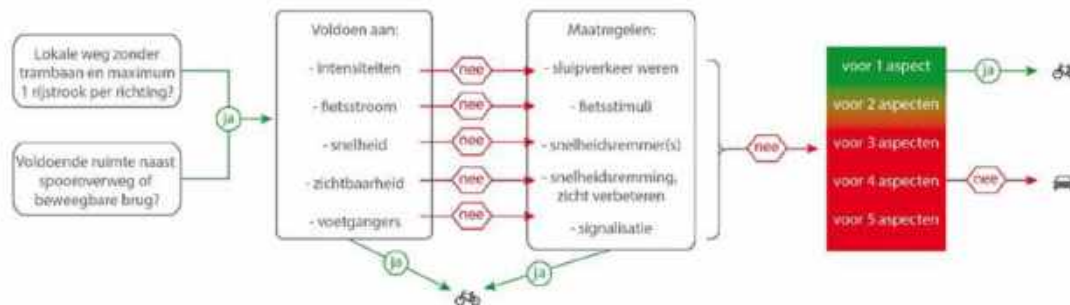 Lokale weg zonder
trambaan en maximum
1 rijstrook per richting?
Voldoende ruimte naast
spooroverweg of
beweegbare brug?
ja
Voldoen aan:
- intensiteiten
- fietsstroom
- snelheid
- zichtbaarheid
- voetgangers
nee
nee
nee
nee
nee
Maatregelen:
- sluipverkeer weren
- fietsstimuli
- snelheidsremmer(s)
- snelheidsremming,
zicht verbeteren
- signalisatie
ja
ja
nee
voor 1 aspect
voor 2 aspecten
voor 3 aspecten
voor 4 aspecten
voor 5 aspecten
ja
nee